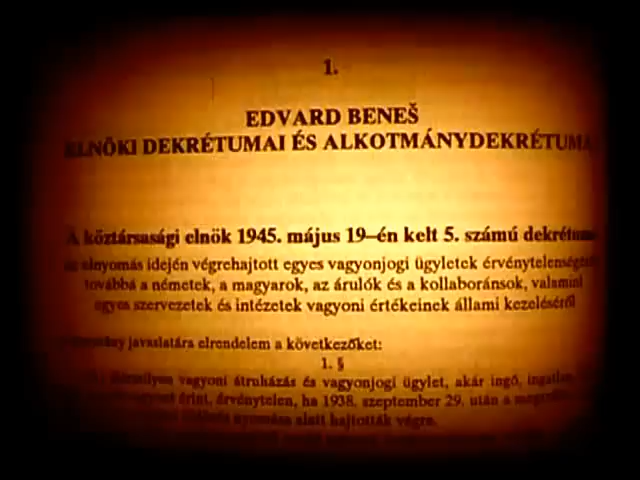 1.
EDVARD BENEŠ
ELNÖKI DEKRÉTUMAI ÉS ALKOTMÁNYDEKRÉTUMAI
A köztársasági elnök 1945. május 19–én kelt 5. számú dekrétuma
elnyomás idején végrehajtott egyes vagyonjogi ügyletek érvénytelenségéről
továbbá a németek, a magyarok, az árulók és a kollaboránsok, valamint
egyes szervezetek és intézetek vagyoni értékeinek állami kezeléséről
javaslatára elrendelem a következőket:
1. §
vagyoni átruházás és vagyonjogi ügylet, akár ingó, ingatlan
érint, érvénytelen, ha 1938. szeptember 29. után a
nyomása alatt hajtották végre.